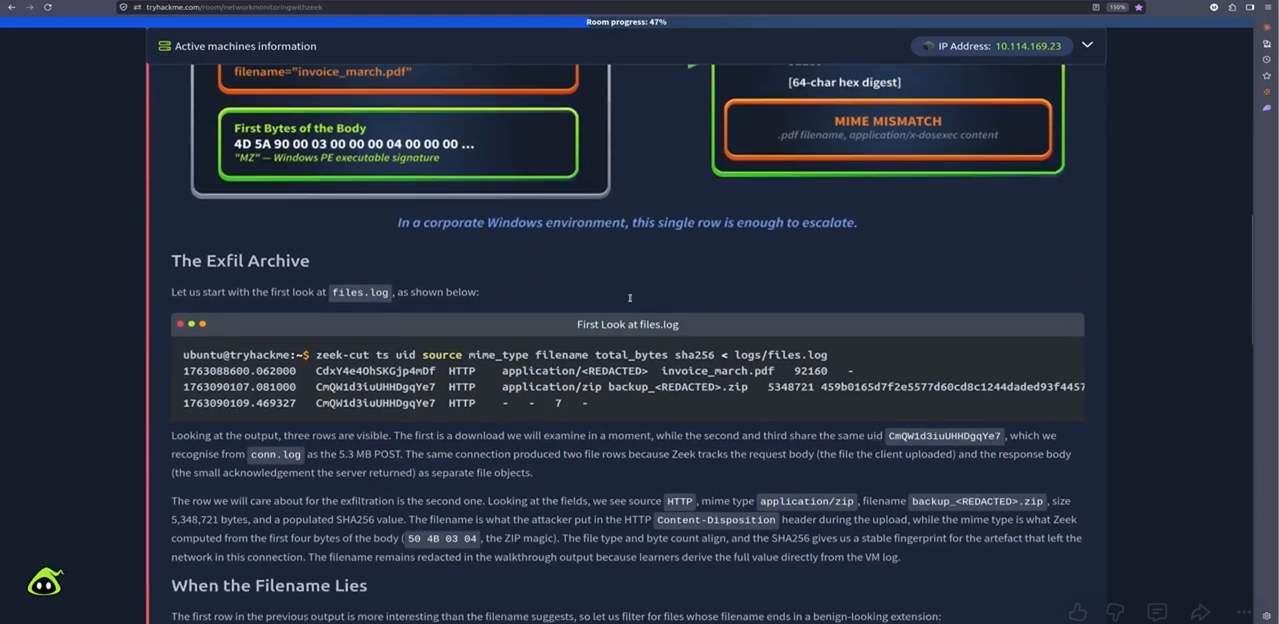 tryhackme.com/room/networkmonitoringwithzeek
150%
Room progress: 47%
Active machines information
IP Address: 10.114.169.23
filename="invoice_march.pdf"
[64-char hex digest]
First Bytes of the Body
4D 5A 90 00 03 00 00 00 04 00 00 00 ...
"MZ" — Windows PE executable signature
MIME MISMATCH
.pdf filename, application/x-dosexec content
In a corporate Windows environment, this single row is enough to escalate.
The Exfil Archive
Let us start with the first look at files.log, as shown below:
First Look at files.log
ubuntu@tryhackme:~$ zeek-cut ts uid source mime_type filename total_bytes sha256 < logs/files.log
1763088600.062000 CdxY4e4OhSKGjp4mDf HTTP application/<REDACTED> invoice_march.pdf 92160 -
1763090107.081000 CmQW1d3iuUHHDgqYe7 HTTP application/zip backup_<REDACTED>.zip 5348721 459b0165d7f2e5577d60cd8c1244daded93f4457
1763090109.469327 CmQW1d3iuUHHDgqYe7 HTTP - - 7 -
Looking at the output, three rows are visible. The first is a download we will examine in a moment, while the second and third share the same uid CmQW1d3iuUHHDgqYe7, which we
recognise from conn.log as the 5.3 MB POST. The same connection produced two file rows because Zeek tracks the request body (the file the client uploaded) and the response body
(the small acknowledgement the server returned) as separate file objects.
The row we will care about for the exfiltration is the second one. Looking at the fields, we see source HTTP, mime type application/zip, filename backup_<REDACTED>.zip, size
5,348,721 bytes, and a populated SHA256 value. The filename is what the attacker put in the HTTP Content-Disposition header during the upload, while the mime type is what Zeek
computed from the first four bytes of the body (50 4B 03 04, the ZIP magic). The file type and byte count align, and the SHA256 gives us a stable fingerprint for the artefact that left the
network in this connection. The filename remains redacted in the walkthrough output because learners derive the full value directly from the VM log.
When the Filename Lies
The first row in the previous output is more interesting than the filename suggests, so let us filter for files whose filename ends in a benign-looking extension: